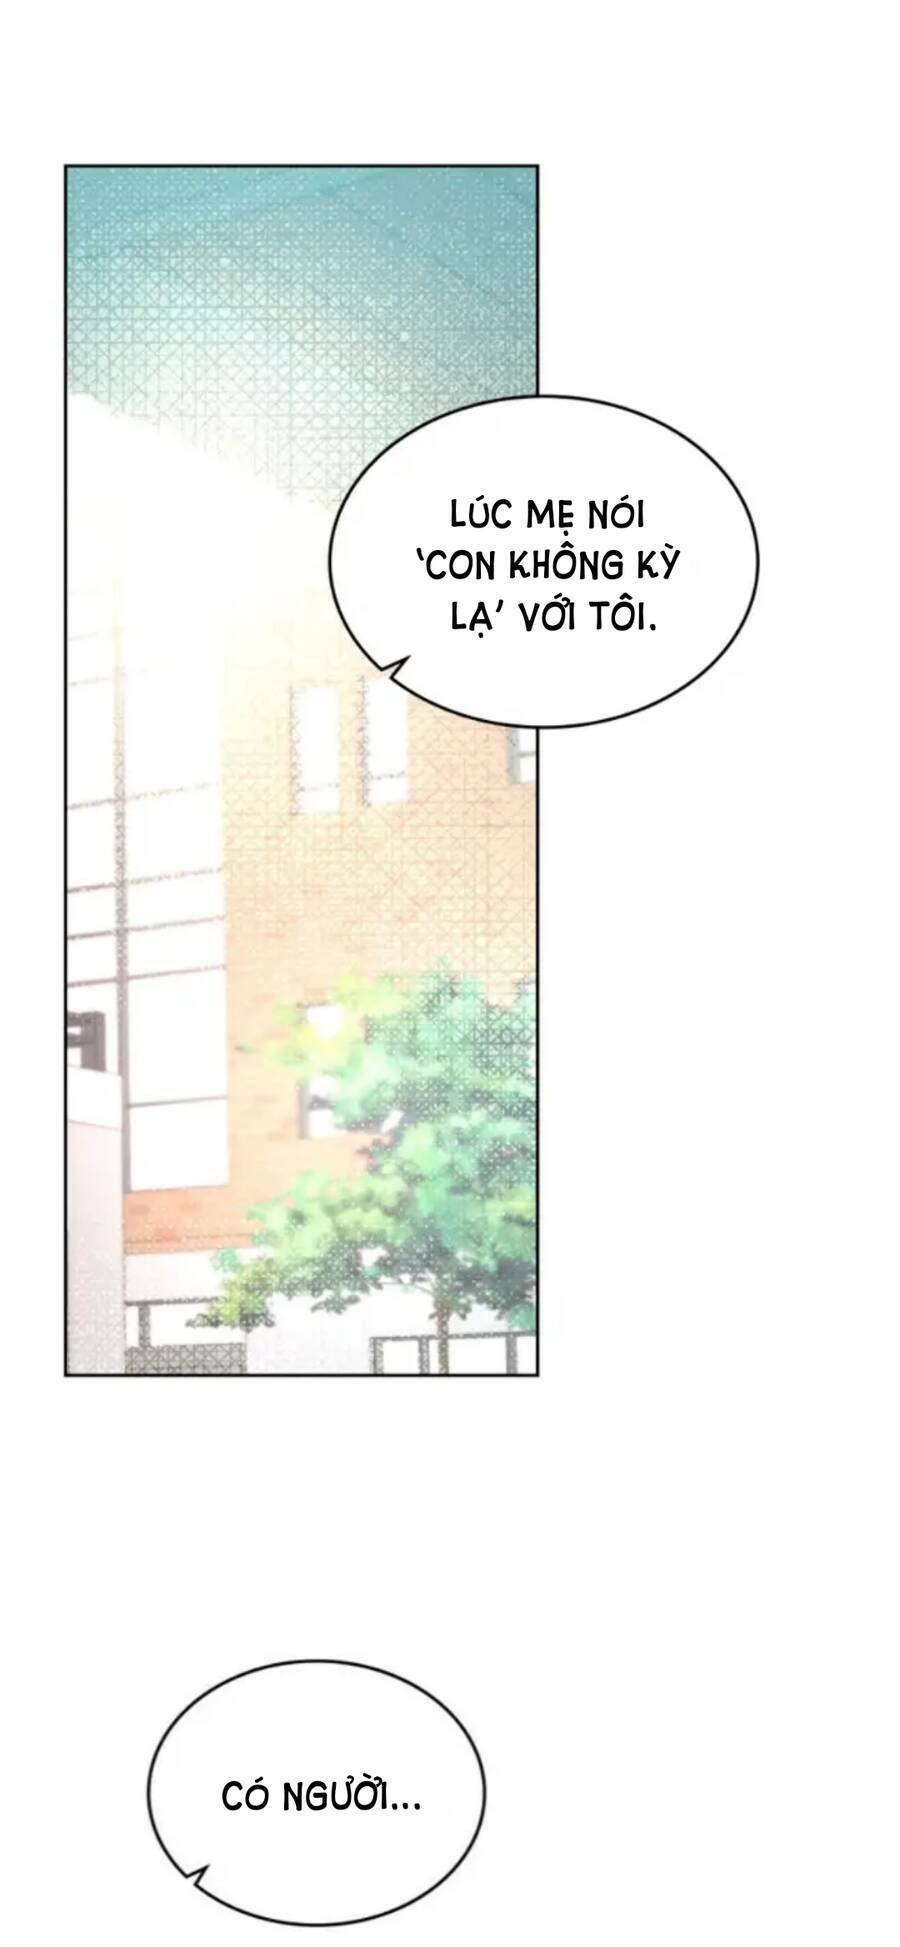 LÚC MẸ NÓI
‘CON KHÔNG KỲ
LẠ’ VỚI TÔI.
CÓ NGƯỜI...